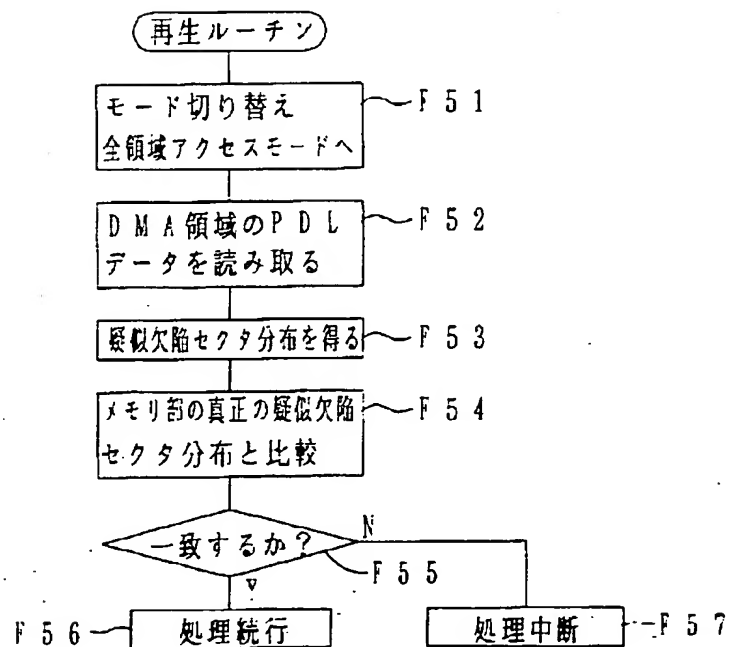 再生ルーチン
モード切り替え
全領域アクセスモードへ
F51
DMA領域のPDL
データを読み取る
F52
疑似欠陥セクタ分布を得る
F53
メモリ部の真正の疑似欠陥
セクタ分布と比較
F54
一致するか?
N
F55
処理続行
F56
処理中断
F57